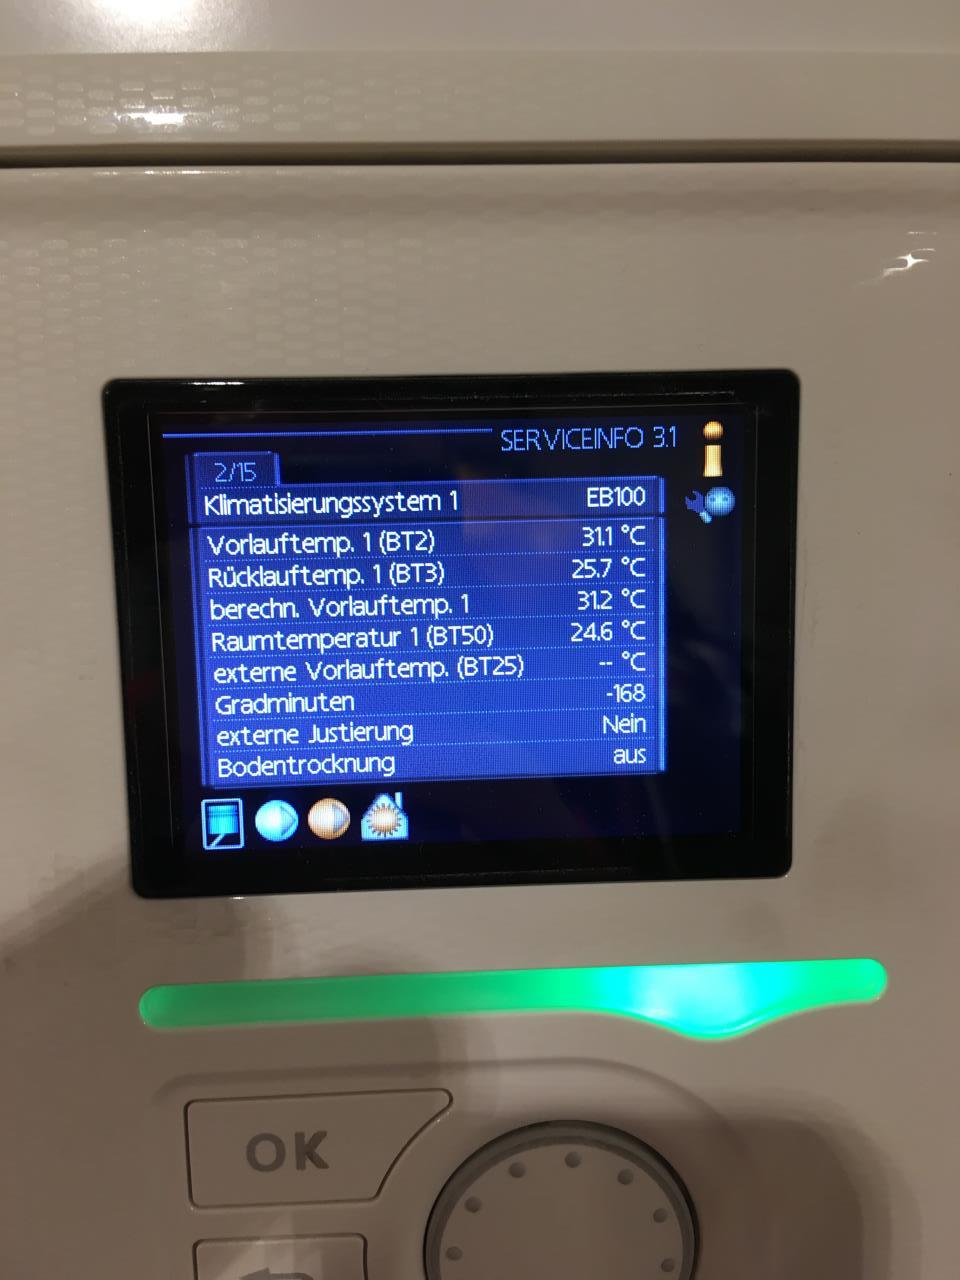 SERVICEINFO 3.1
2/15
Klimatisierungssystem 1 EB100
Vorlauftemp. 1 (BT2) 31.1 °C
Rücklauftemp. 1 (BT3) 25.7 °C
berechn. Vorlauftemp. 1 31.2 °C
Raumtemperatur 1 (BT50) 24.6 °C
externe Vorlauftemp. (BT25) -- °C
Gradminuten -168
externe Justierung Nein
Bodentrocknung aus
OK